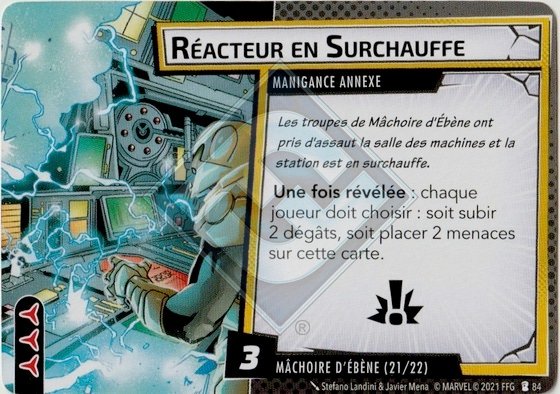 RÉACTEUR EN SURCHAUFFE
MANIGANCE ANNEXE
Les troupes de Mâchoire d'Ébène ont
pris d'assaut la salle des machines et la
station est en surchauffe.
Une fois révélée : chaque
joueur doit choisir : soit subir
2 dégâts, soit placer 2 menaces
sur cette carte.
3
MÂCHOIRE D'ÉBÈNE (21/22)
Stefano Landini & Javier Mena © MARVEL © 2021 FFG 84